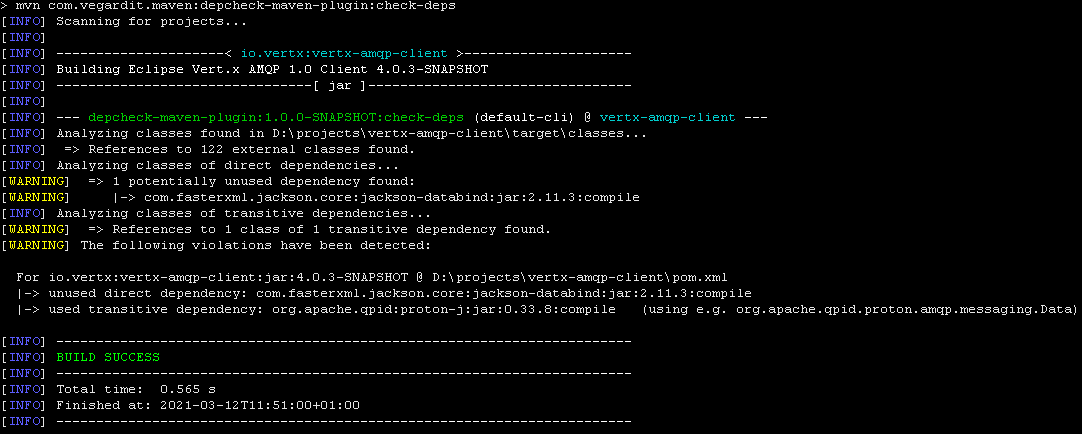 > mvn com.vegardit.maven:depcheck-maven-plugin:check-deps
[INFO] Scanning for projects...
[INFO]
[INFO] ---------------------< io.vertx:vertx-amqp-client >---------------------
[INFO] Building Eclipse Vert.x AMQP 1.0 Client 4.0.3-SNAPSHOT
[INFO] --------------------------------[ jar ]---------------------------------
[INFO]
[INFO] --- depcheck-maven-plugin:1.0.0-SNAPSHOT:check-deps (default-cli) @ vertx-amqp-client ---
[INFO] Analyzing classes found in D:\projects\vertx-amqp-client\target\classes...
[INFO]  => References to 122 external classes found.
[INFO] Analyzing classes of direct dependencies...
[WARNING]  => 1 potentially unused dependency found:
[WARNING]     |-> com.fasterxml.jackson.core:jackson-databind:jar:2.11.3:compile
[INFO] Analyzing classes of transitive dependencies...
[WARNING]  => References to 1 class of 1 transitive dependency found.
[WARNING] The following violations have been detected:
  For io.vertx:vertx-amqp-client:jar:4.0.3-SNAPSHOT @ D:\projects\vertx-amqp-client\pom.xml
  |-> unused direct dependency: com.fasterxml.jackson.core:jackson-databind:jar:2.11.3:compile
  |-> used transitive dependency: org.apache.qpid:proton-j:jar:0.33.8:compile   (using e.g. org.apache.qpid.proton.amqp.messaging.Data)
[INFO] ------------------------------------------------------------------------
[INFO] BUILD SUCCESS
[INFO] ------------------------------------------------------------------------
[INFO] Total time:  0.565 s
[INFO] Finished at: 2021-03-12T11:51:00+01:00
[INFO] ------------------------------------------------------------------------